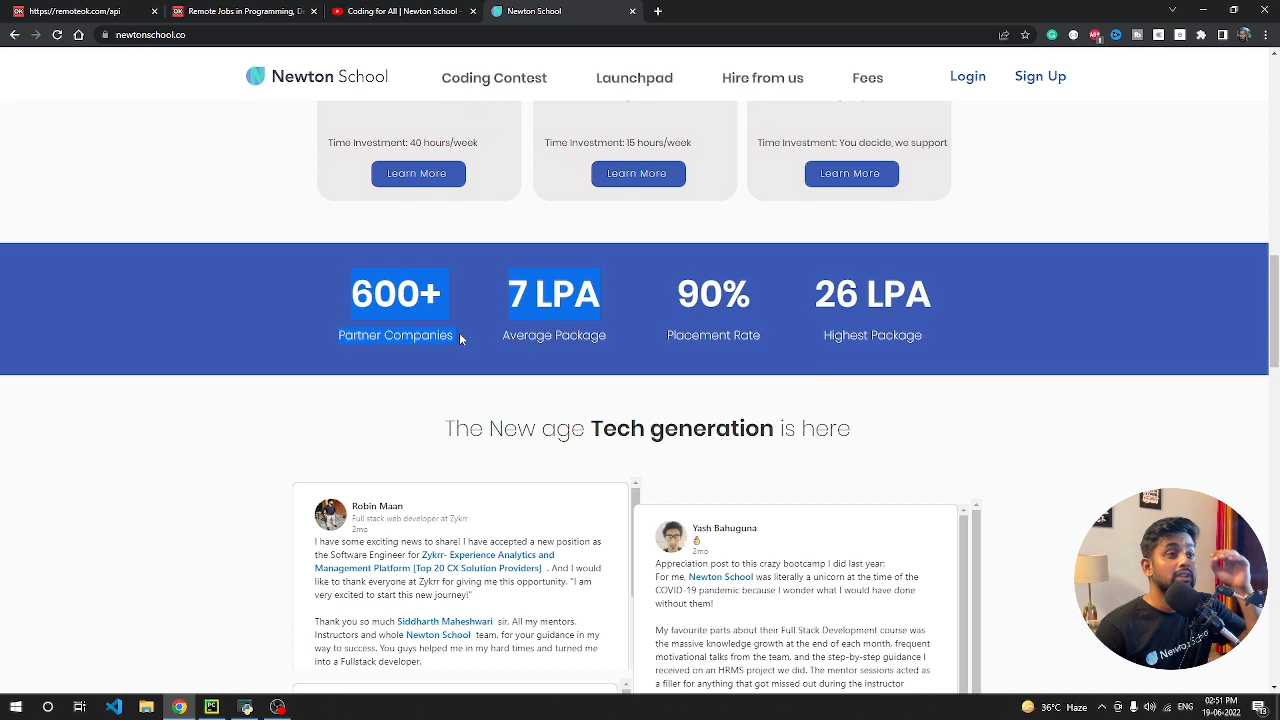 https://remoteok.com/api
Remote Jobs in Programming, De
Coding for All | Newton School -
Newton School
newtonschool.co
Newton School
Coding Contest
Launchpad
Hire from us
Fees
Login
Sign Up
Time Investment: 40 hours/week
Time Investment: 15 hours/week
Time Investment: You decide, we support
Learn More
Learn More
Learn More
600+
7 LPA
90%
26 LPA
Partner Companies
Average Package
Placement Rate
Highest Package
The New age Tech generation is here
Robin Maan
Full stack web developer at Zykrr
2mo
I have some exciting news to share! I have accepted a new position as
the Software Engineer for Zykrr- Experience Analytics and
Management Platform [Top 20 CX Solution Providers] . And I would
like to thank everyone at Zykrr for giving me this opportunity. "I am
very excited to start this new journey!"
Thank you so much Siddharth Maheshwari sir. All my mentors,
Instructors and whole Newton School team, for your guidance in my
way to success. You guys helped me in my hard times and turned me
into a Fullstack developer.
Yash Bahuguna
2mo
Appreciation post to this crazy bootcamp I did last year:
For me, Newton School was literally a unicorn at the time of the
COVID-19 pandemic because I wonder what I would have done
without them!
My favourite parts about their Full Stack Development course was
the massive knowledge growth at the end of each month, frequent
motivational talks from the team, and the step-by-step guidance I
received on an HRMS project we did. The mentor sessions acted as
a filler for anything that got missed out during the instructor
36°C Haze
ENG
02:51 PM
19-06-2022